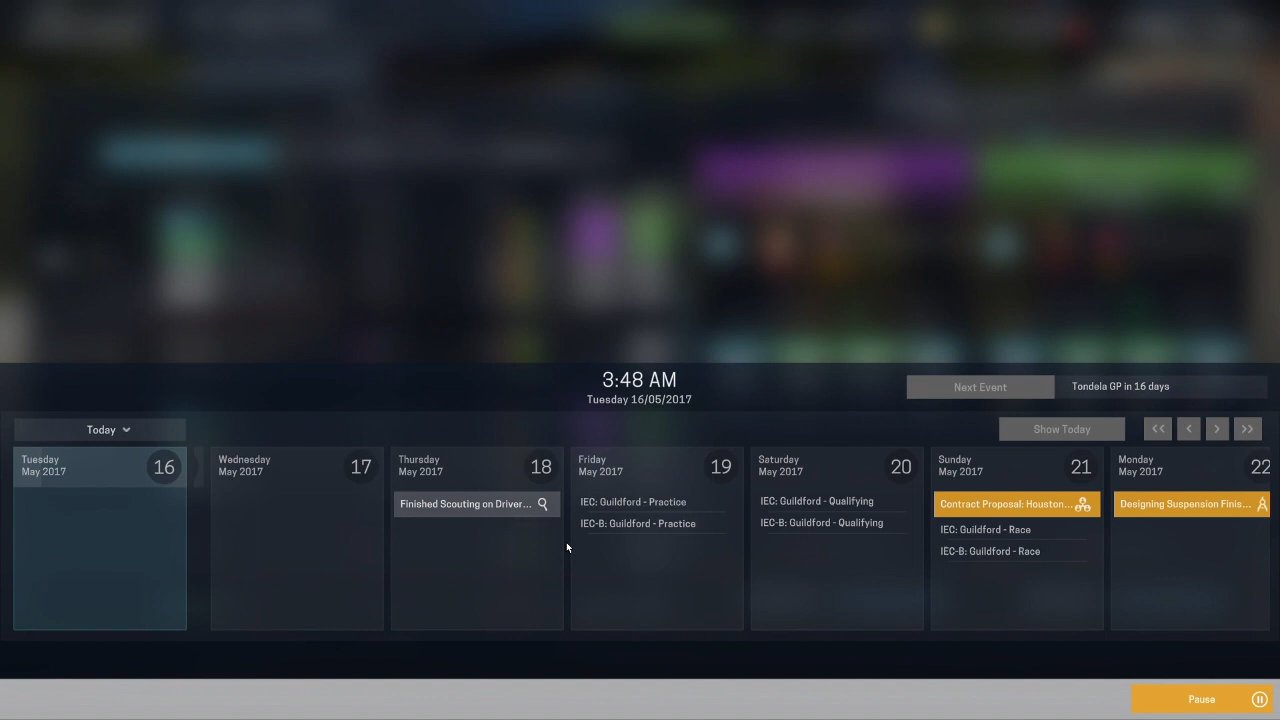 3:48 AM
Tuesday 16/05/2017
Next Event
Tondela GP in 16 days
Today
Show Today
Tuesday
May 2017
16
Wednesday
May 2017
17
Thursday
May 2017
18
Finished Scouting on Driver...
Friday
May 2017
19
IEC: Guildford - Practice
IEC-B: Guildford - Practice
Saturday
May 2017
20
IEC: Guildford - Qualifying
IEC-B: Guildford - Qualifying
Sunday
May 2017
21
Contract Proposal: Houston...
IEC: Guildford - Race
IEC-B: Guildford - Race
Monday
May 2017
22
Designing Suspension Finis...
Pause